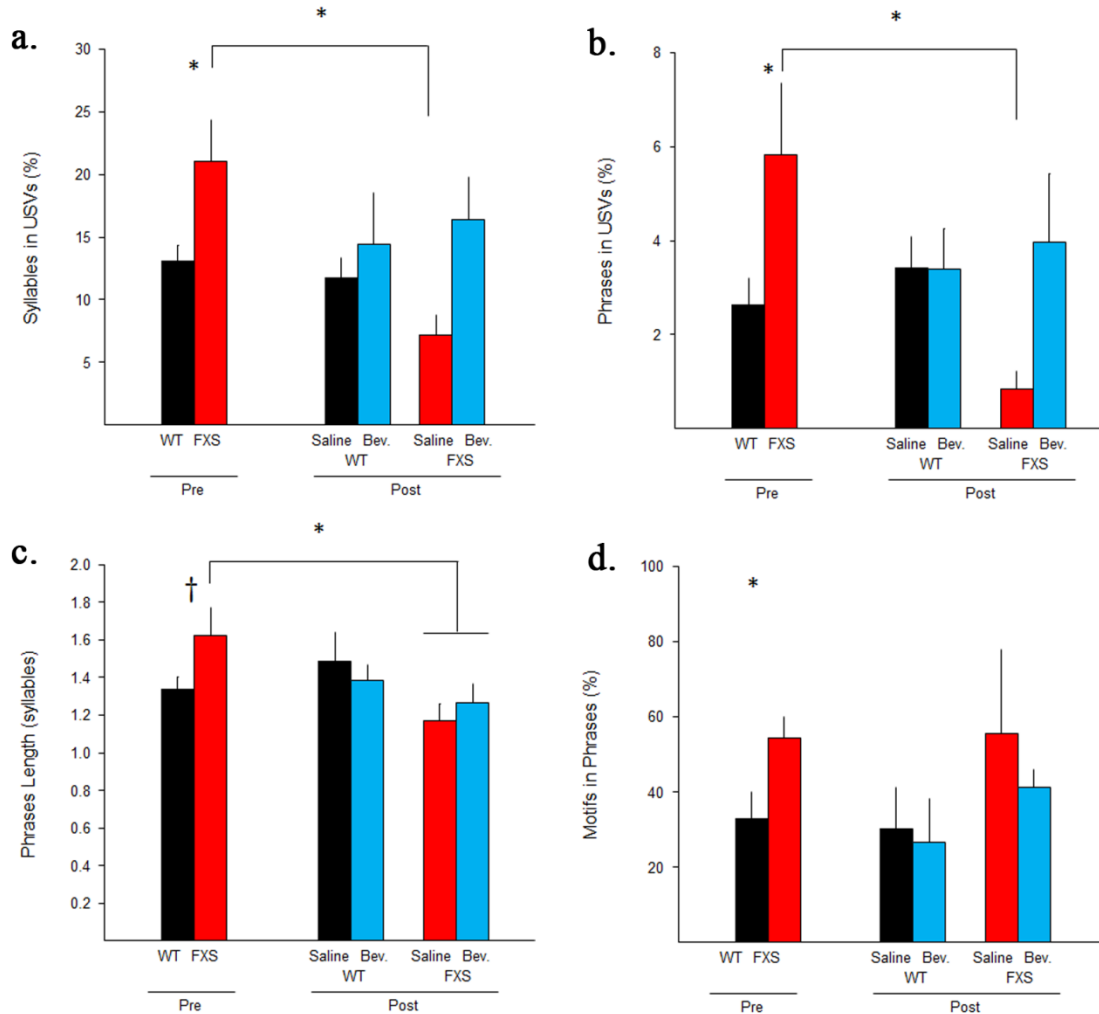 a.
*
*
Syllables in USVs (%)
30
25
20
15
10
5
WT FXS
Saline Bev. Saline Bev.
WT FXS
Pre Post
b.
*
*
Phrases in USVs (%)
8
6
4
2
WT FXS
Saline Bev. Saline Bev.
WT FXS
Pre Post
c.
*
†
Phrases Length (syllables)
2.0
1.8
1.6
1.4
1.2
1.0
0.8
0.6
0.4
0.2
WT FXS
Saline Bev. Saline Bev.
WT FXS
Pre Post
d.
*
Motifs in Phrases (%)
100
80
60
40
20
WT FXS
Saline Bev. Saline Bev.
WT FXS
Pre Post